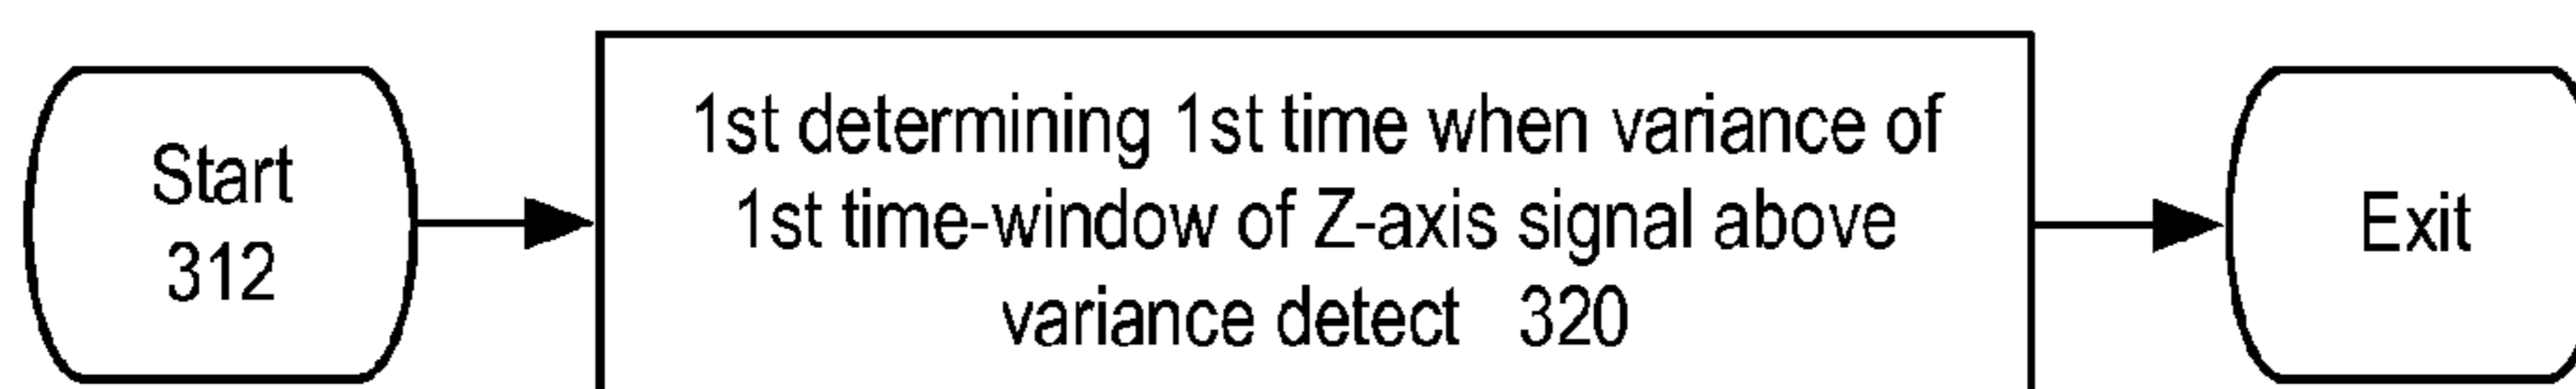 Start
312
1st determining 1st time when variance of
1st time-window of Z-axis signal above
variance detect 320
Exit